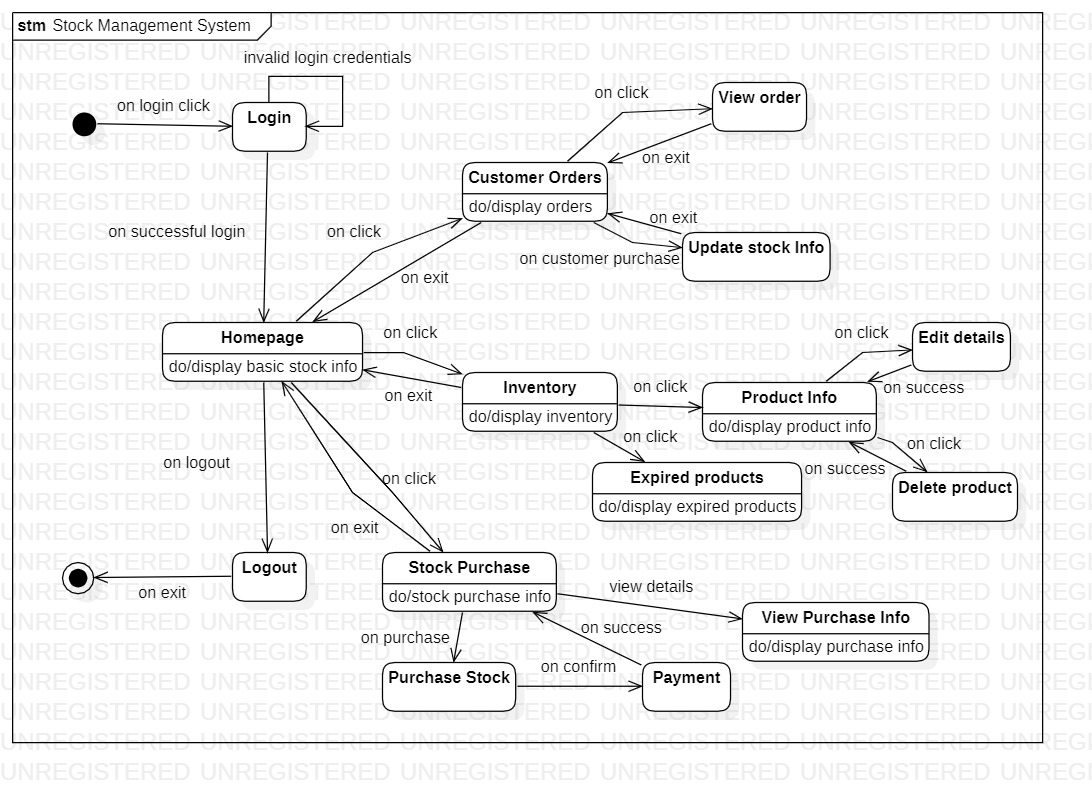 stm Stock Management System
invalid login credentials
on login click
Login
on click
View order
on exit
Customer Orders
do/display orders
on successful login
on click
on exit
on exit
Update stock Info
on customer purchase
Homepage
do/display basic stock info
on click
on exit
Inventory
do/display inventory
on click
Product Info
do/display product info
on click
Edit details
on success
on click
Expired products
do/display expired products
on click
on success
Delete product
on logout
on click
on exit
Logout
on exit
Stock Purchase
do/stock purchase info
view details
View Purchase Info
do/display purchase info
on purchase
on success
on confirm
Purchase Stock
Payment
UNREGISTERED UNREGISTERED UNREGISTERED UNREGISTERED UNREGISTERED UNREGISTERED